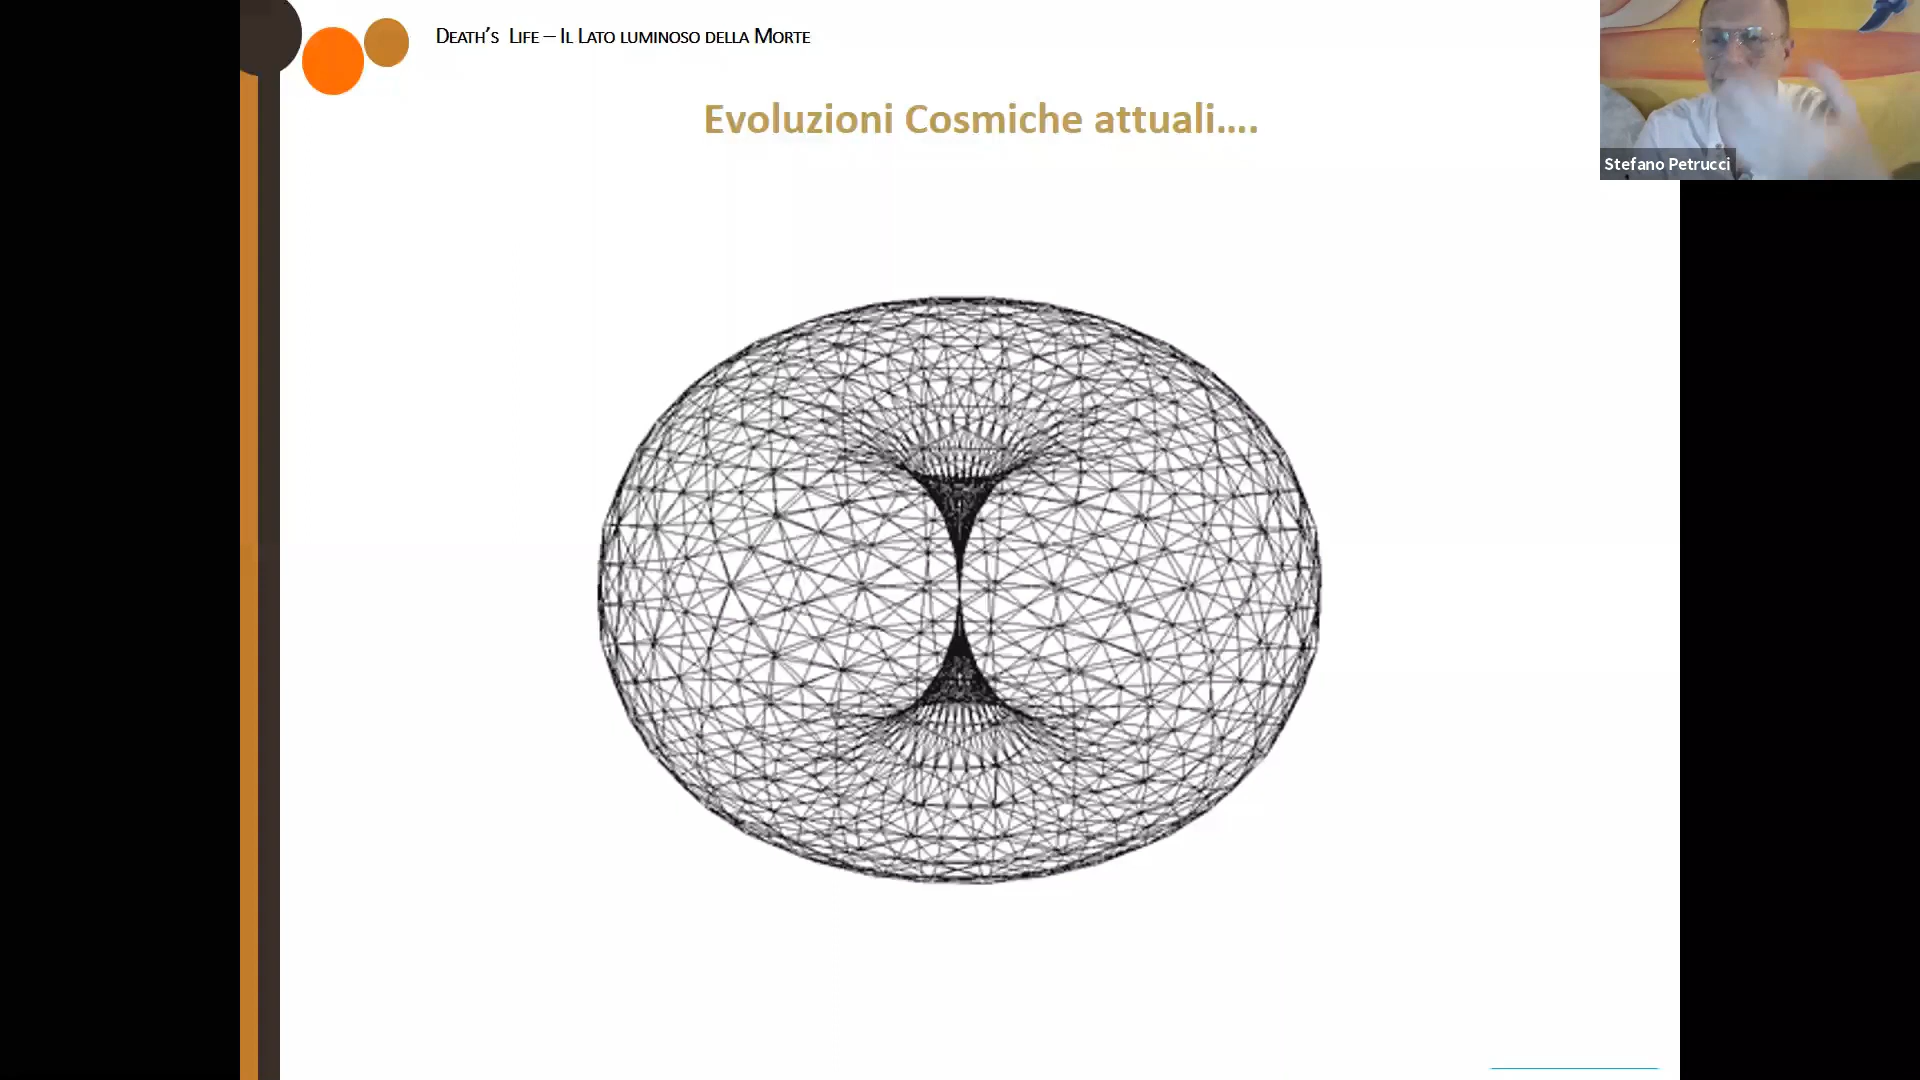 Death's Life – Il Lato luminoso della Morte
Evoluzioni Cosmiche attuali....
Stefano Petrucci